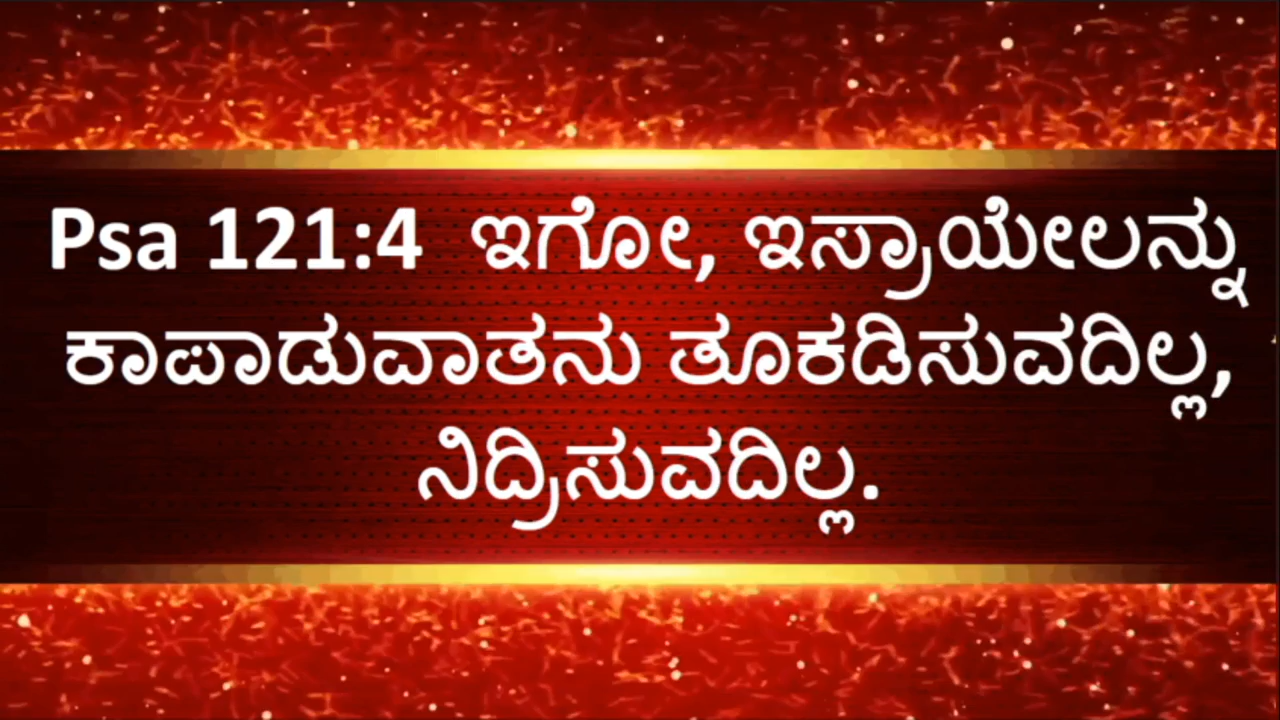 Psa 121:4 ಇಗೋ, ಇಸ್ರಾಯೇಲನ್ನು
ಕಾಪಾಡುವಾತನು ತೂಕಡಿಸುವದಿಲ್ಲ,
ನಿದ್ರಿಸುವದಿಲ್ಲ.